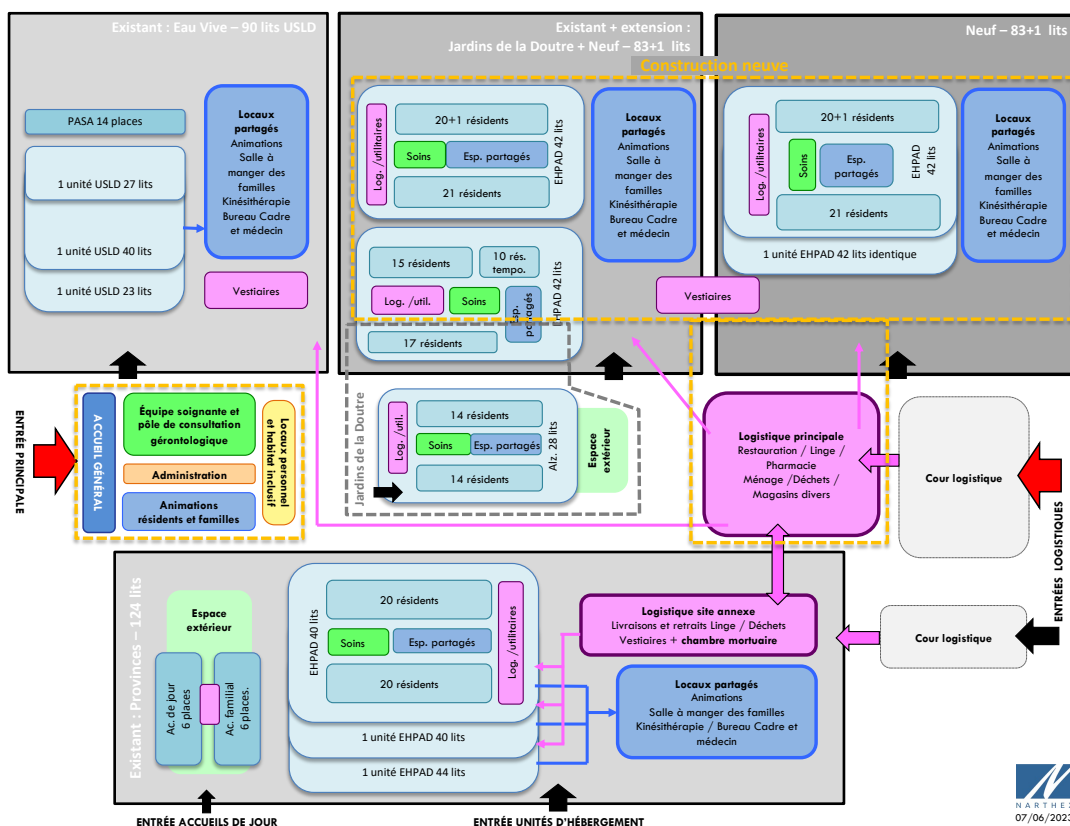 Existant : Eau Vive – 90 lits USLD
PASA 14 places
1 unité USLD 27 lits
1 unité USLD 40 lits
1 unité USLD 23 lits
Locaux
partagés
Animations
Salle à
manger des
familles
Kinésithérapie
Bureau Cadre
et médecin
Vestiaires
Existant + extension :
Jardins de la Doutre + Neuf – 83+1 lits
Construction neuve
Log. /utilitaires
20+1 résidents
Soins
Esp. partagés
21 résidents
EHPAD 42 lits
Locaux
partagés
Animations
Salle à
manger des
familles
Kinésithérapie
Bureau Cadre
et médecin
15 résidents
10 rés.
tempo.
Log. /util.
Soins
Esp.
partagés
17 résidents
EHPAD 42 lits
Vestiaires
Neuf – 83+1 lits
Log. /utilitaires
20+1 résidents
Soins
Esp.
partagés
21 résidents
EHPAD
42 lits
1 unité EHPAD 42 lits identique
Locaux
partagés
Animations
Salle à
manger des
familles
Kinésithérapie
Bureau Cadre
et médecin
ENTRÉE PRINCIPALE
ACCUEIL GÉNÉRAL
Équipe soignante et
pôle de consultation
gérontologique
Administration
Animations
résidents et familles
Locaux personnel
et habitat inclusif
Jardins de la Doutre
Log. /util.
14 résidents
Soins
Esp. partagés
14 résidents
Alz. 28 lits
Espace
extérieur
Logistique principale
Restauration / Linge /
Pharmacie
Ménage /Déchets /
Magasins divers
Cour logistique
ENTRÉES LOGISTIQUES
Cour logistique
Existant : Provinces – 124 lits
Espace
extérieur
Ac. de jour
6 places
Ac. familial
6 places.
EHPAD 40 lits
20 résidents
Soins
Esp. partagés
20 résidents
Log. /utilitaires
1 unité EHPAD 40 lits
1 unité EHPAD 44 lits
Logistique site annexe
Livraisons et retraits Linge / Déchets
Vestiaires + chambre mortuaire
Locaux partagés
Animations
Salle à manger des familles
Kinésithérapie / Bureau Cadre et
médecin
ENTRÉE ACCUEILS DE JOUR
ENTRÉE UNITÉS D'HÉBERGEMENT
NARTHEX
07/06/2023